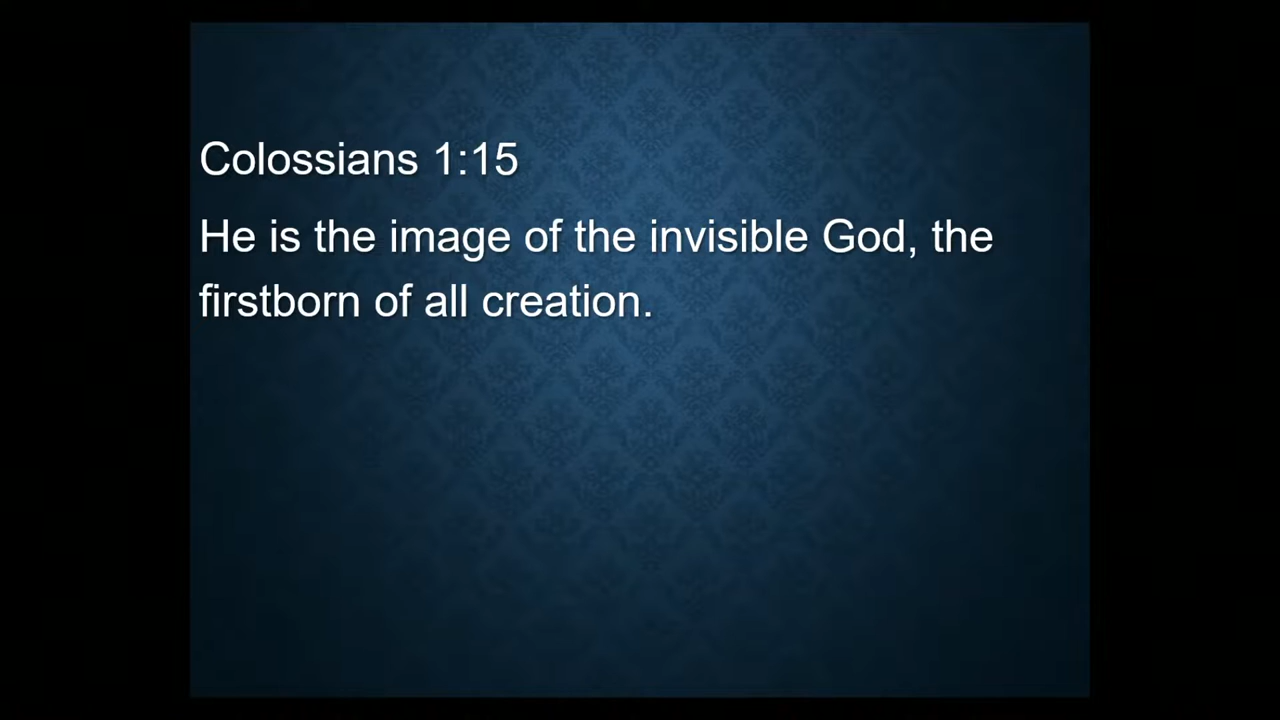 Colossians 1:15
He is the image of the invisible God, the
firstborn of all creation.